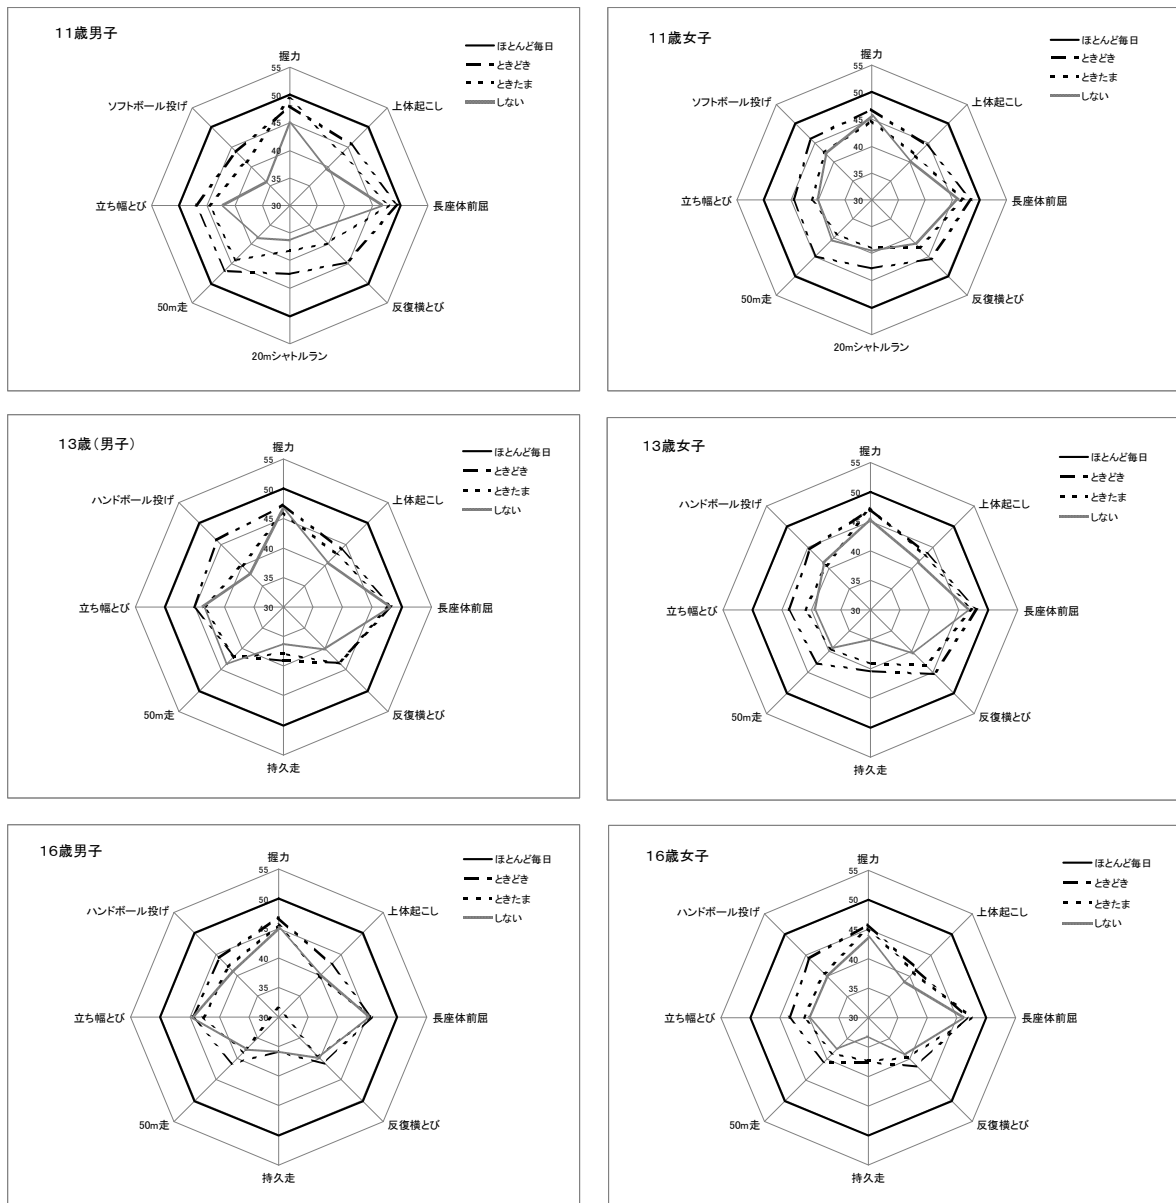 11歳男子
ほとんど毎日
ときどき
ときたま
しない
握力
55
50
45
40
35
30
上体起こし
長座体前屈
反復横とび
20mシャトルラン
50m走
立ち幅とび
ソフトボール投げ
11歳女子
ほとんど毎日
ときどき
ときたま
しない
握力
55
50
45
40
35
30
上体起こし
長座体前屈
反復横とび
20mシャトルラン
50m走
立ち幅とび
ソフトボール投げ
13歳(男子)
ほとんど毎日
ときどき
ときたま
しない
握力
55
50
45
40
35
30
上体起こし
長座体前屈
反復横とび
持久走
50m走
立ち幅とび
ハンドボール投げ
13歳女子
ほとんど毎日
ときどき
ときたま
しない
握力
55
50
45
40
35
30
上体起こし
長座体前屈
反復横とび
持久走
50m走
立ち幅とび
ハンドボール投げ
16歳男子
ほとんど毎日
ときどき
ときたま
しない
握力
55
50
45
40
35
30
上体起こし
長座体前屈
反復横とび
持久走
50m走
立ち幅とび
ハンドボール投げ
16歳女子
ほとんど毎日
ときどき
ときたま
しない
握力
55
50
45
40
35
30
上体起こし
長座体前屈
反復横とび
持久走
50m走
立ち幅とび
ハンドボール投げ